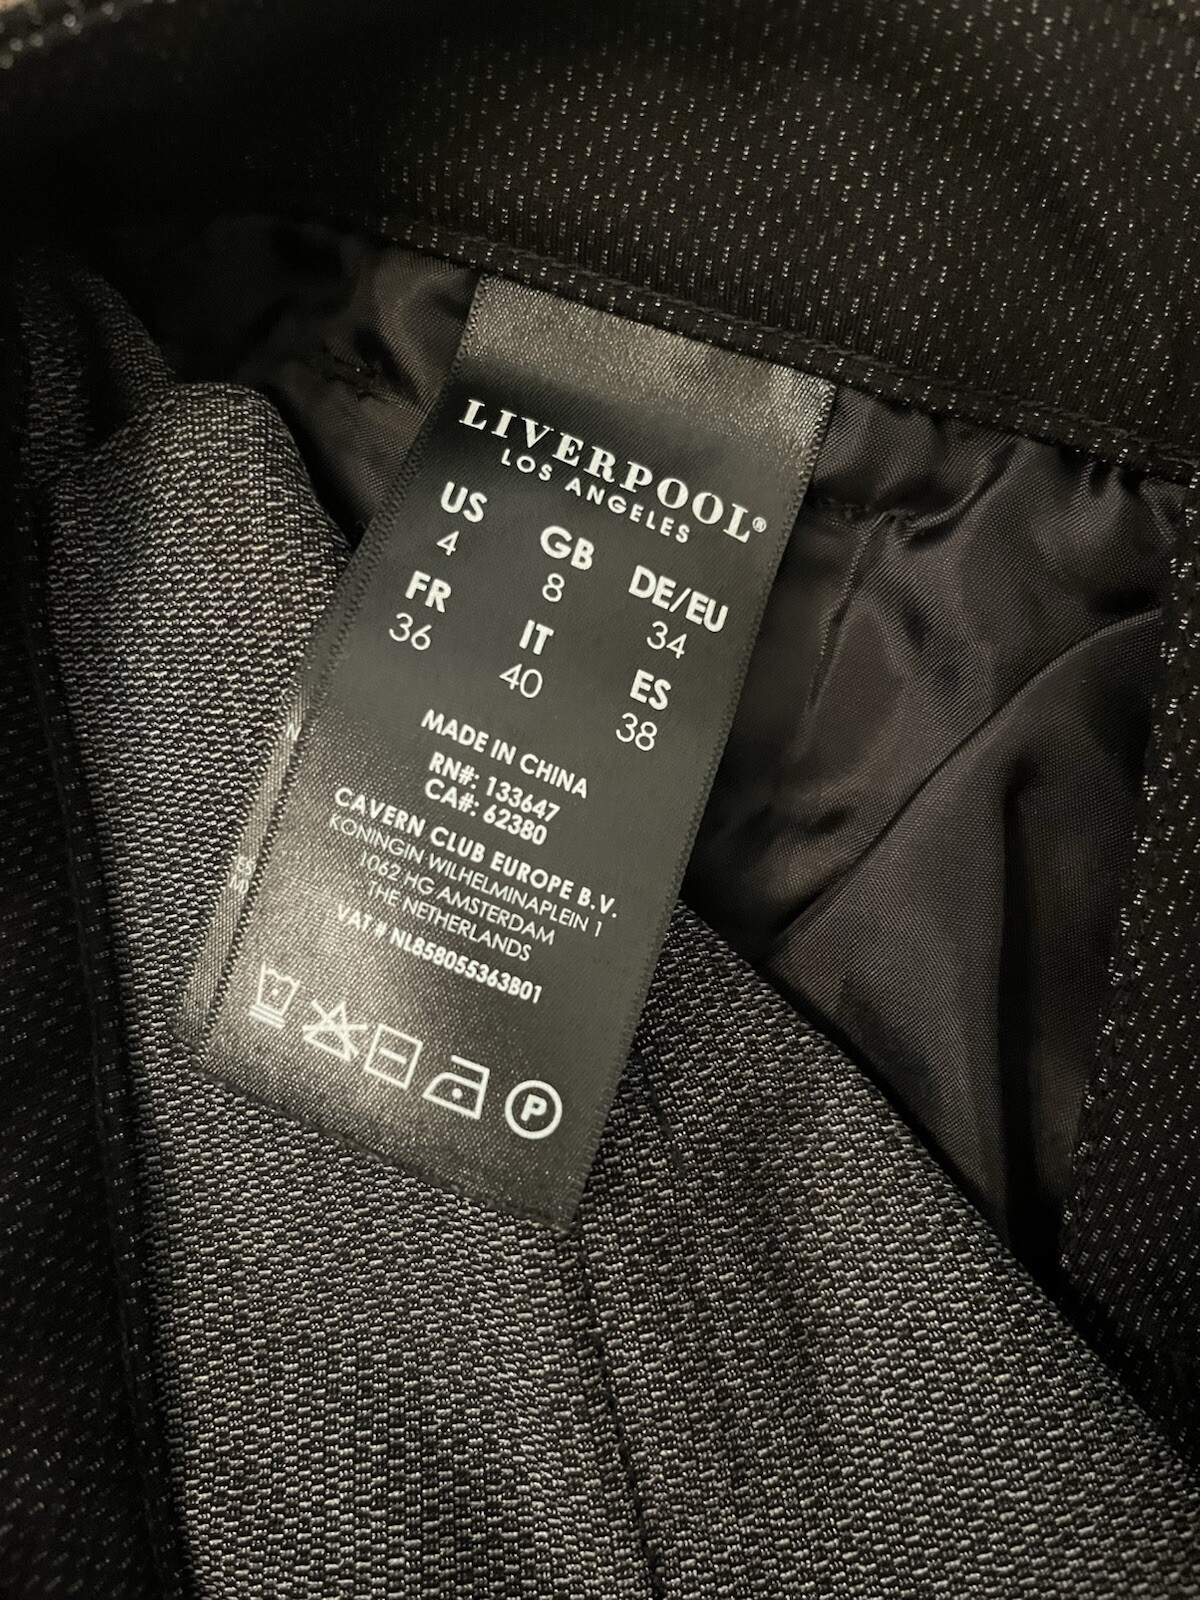 LIVERPOOL®
LOS ANGELES
US GB DE/EU
4 8 34
FR IT ES
36 40 38
MADE IN CHINA
RN#: 133647
CA#: 62380
CAVERN CLUB EUROPE B.V.
KONINGIN WILHELMINAPLEIN 1
1062 HG AMSTERDAM
THE NETHERLANDS
VAT # NL858055363B01
P